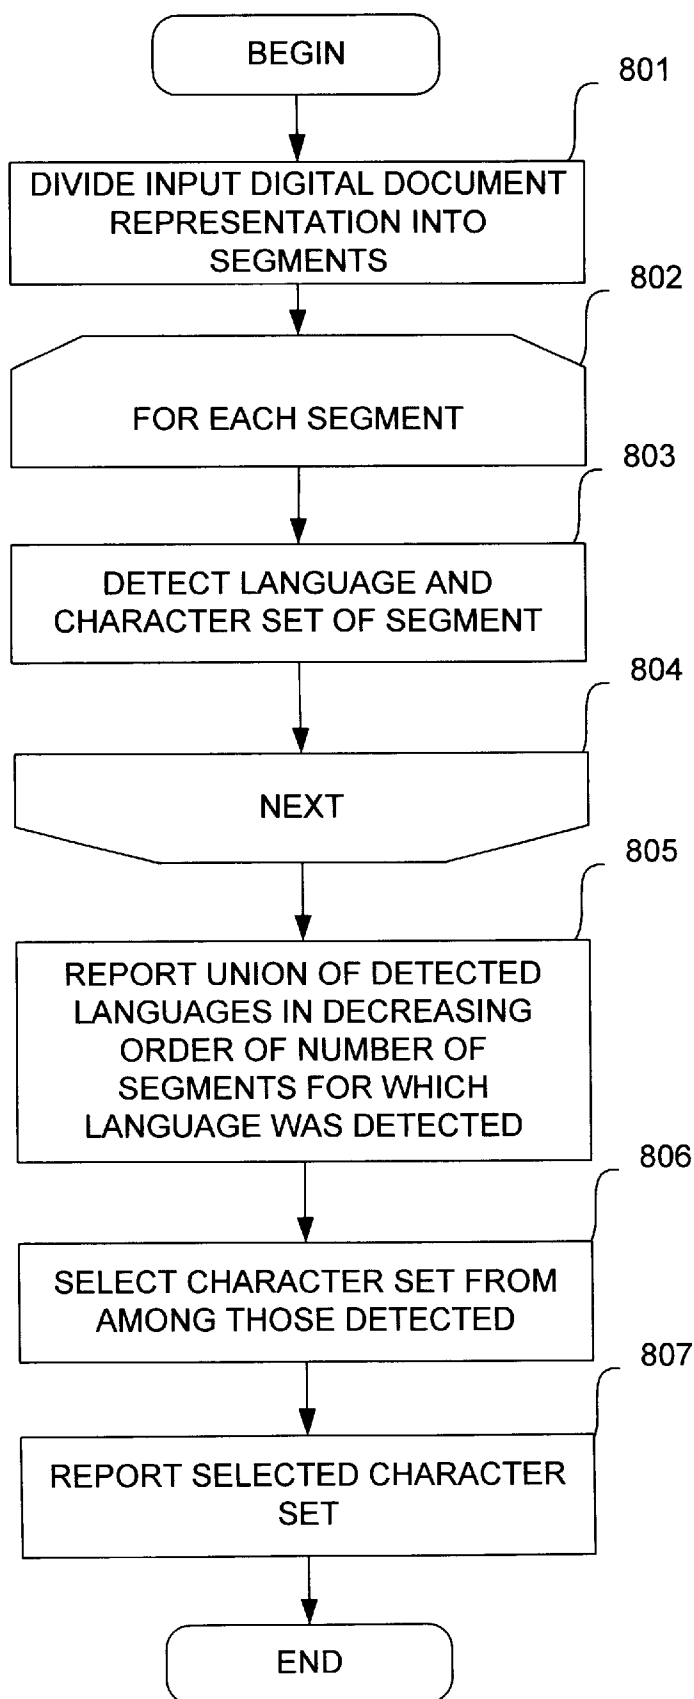 BEGIN
801
DIVIDE INPUT DIGITAL DOCUMENT
REPRESENTATION INTO
SEGMENTS
802
FOR EACH SEGMENT
803
DETECT LANGUAGE AND
CHARACTER SET OF SEGMENT
804
NEXT
805
REPORT UNION OF DETECTED
LANGUAGES IN DECREASING
ORDER OF NUMBER OF
SEGMENTS FOR WHICH
LANGUAGE WAS DETECTED
806
SELECT CHARACTER SET FROM
AMONG THOSE DETECTED
807
REPORT SELECTED CHARACTER
SET
END